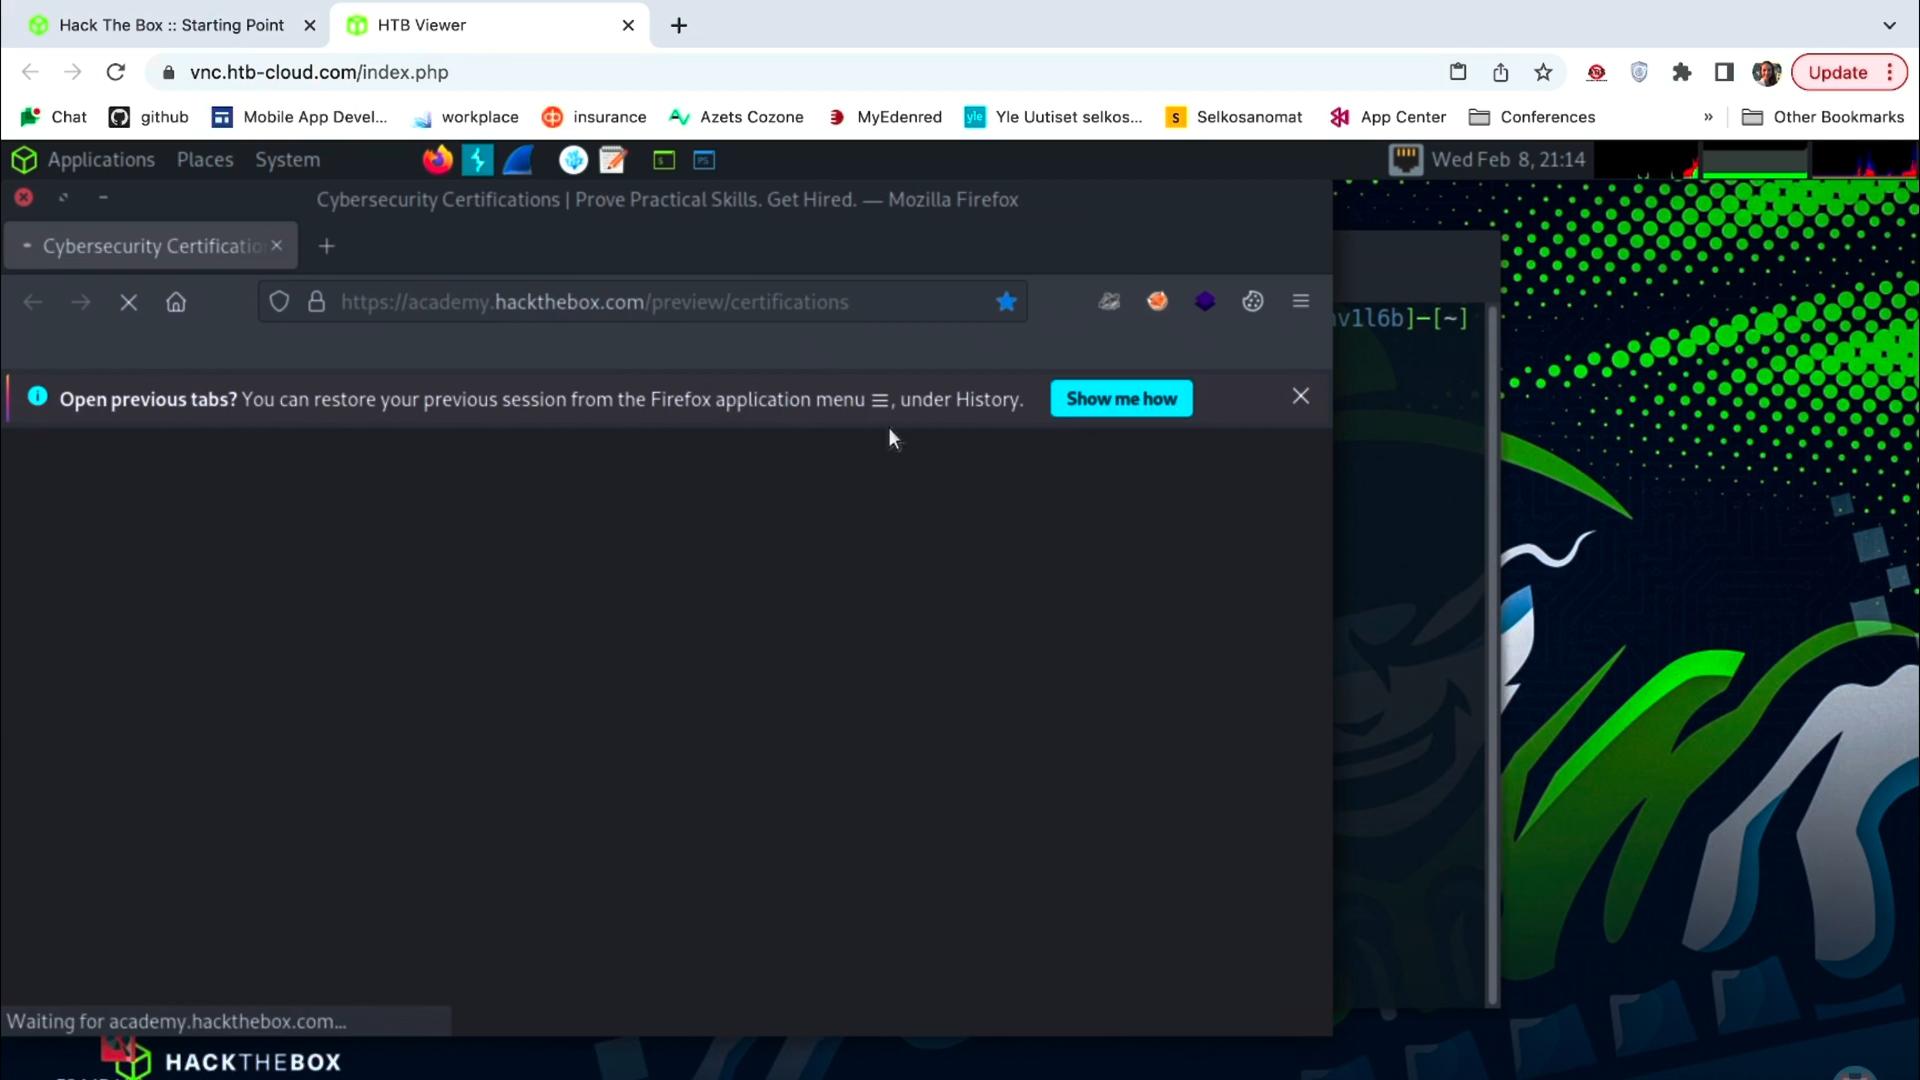 Hack The Box :: Starting Point
HTB Viewer
vnc.htb-cloud.com/index.php
Update
Chat
github
Mobile App Devel...
workplace
insurance
Azets Cozone
MyEdenred
yle
Yle Uutiset selkos...
S
Selkosanomat
App Center
Conferences
»
Other Bookmarks
Applications Places System
$
PS
Wed Feb 8, 21:14
Cybersecurity Certifications | Prove Practical Skills. Get Hired. — Mozilla Firefox
Cybersecurity Certificatio
https://academy.hackthebox.com/preview/certifications
v1l6b]─[~]
Open previous tabs? You can restore your previous session from the Firefox application menu ☰, under History.
Show me how
Waiting for academy.hackthebox.com...
HACKTHEBOX